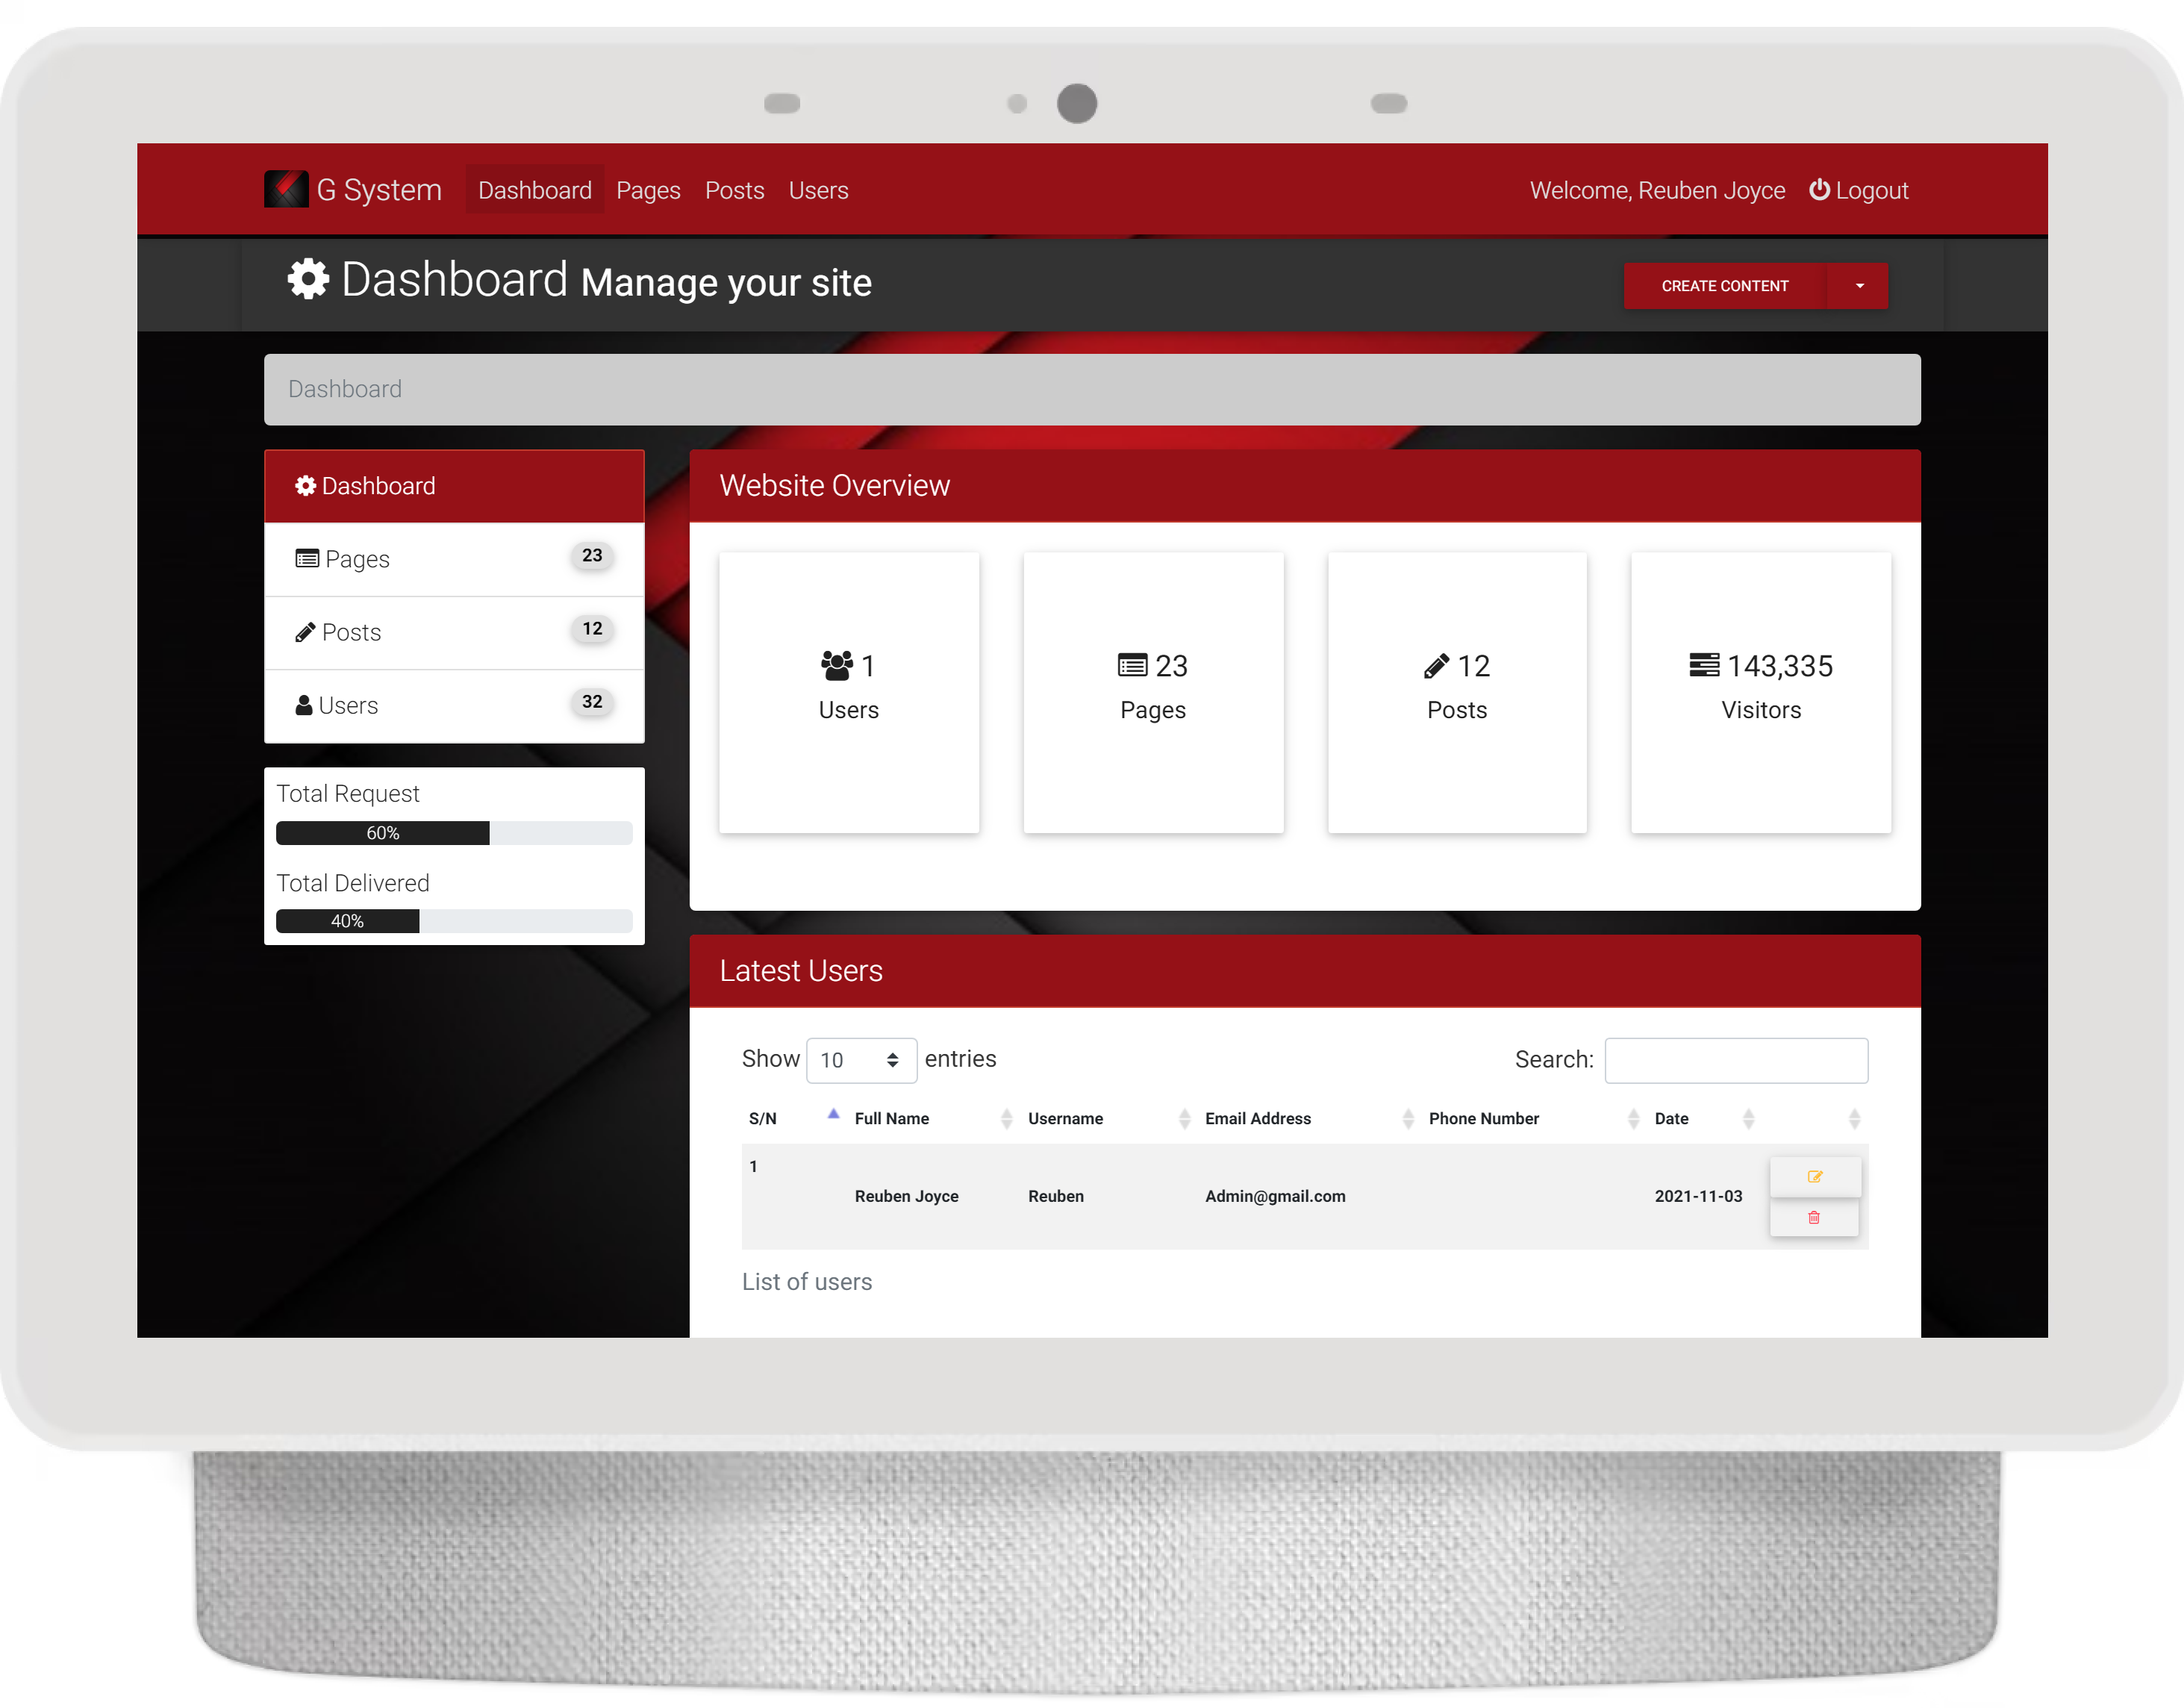 G System Dashboard Pages Posts Users Welcome, Reuben Joyce Logout
Dashboard Manage your site CREATE CONTENT
Dashboard
Dashboard
Pages 23
Posts 12
Users 32
Total Request
60%
Total Delivered
40%
Website Overview
1
Users
23
Pages
12
Posts
143,335
Visitors
Latest Users
Show 10 entries Search:
S/N Full Name Username Email Address Phone Number Date
1
Reuben Joyce Reuben Admin@gmail.com 2021-11-03
List of users